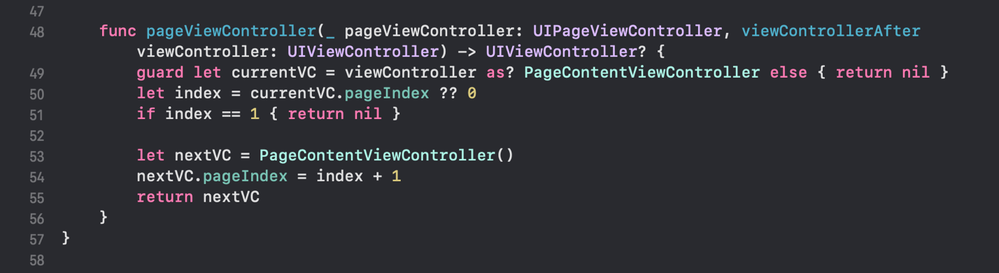 47
48 func pageViewController(_ pageViewController: UIPageViewController, viewControllerAfter
viewController: UIViewController) -> UIViewController? {
49 guard let currentVC = viewController as? PageContentViewController else { return nil }
50 let index = currentVC.pageIndex ?? 0
51 if index == 1 { return nil }
52
53 let nextVC = PageContentViewController()
54 nextVC.pageIndex = index + 1
55 return nextVC
56 }
57 }
58